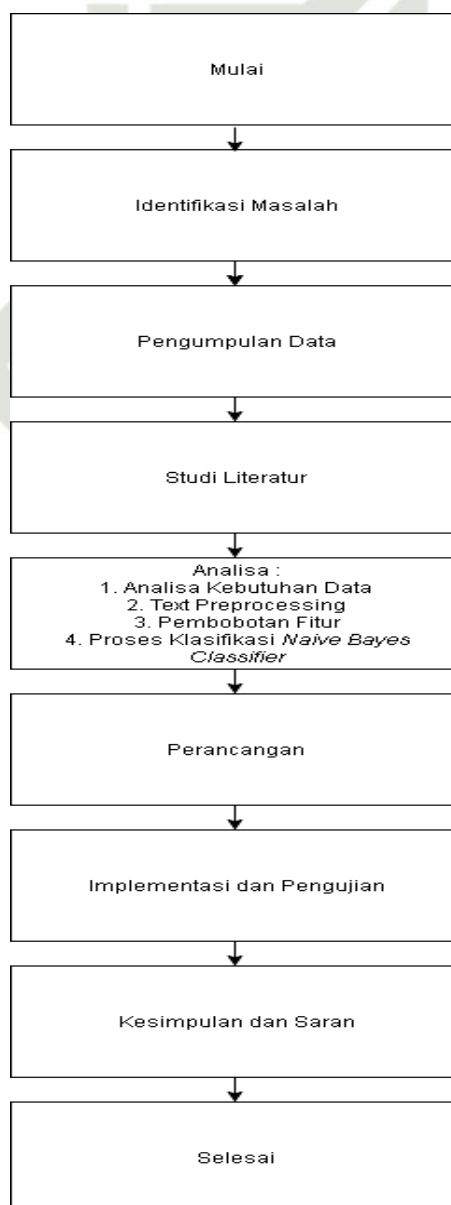 Mulai
Identifikasi Masalah
Pengumpulan Data
Studi Literatur
Analisa :
1. Analisa Kebutuhan Data
2. Text Preprocessing
3. Pembobotan Fitur
4. Proses Klasifikasi Naive Bayes
Classifier
Perancangan
Implementasi dan Pengujian
Kesimpulan dan Saran
Selesai